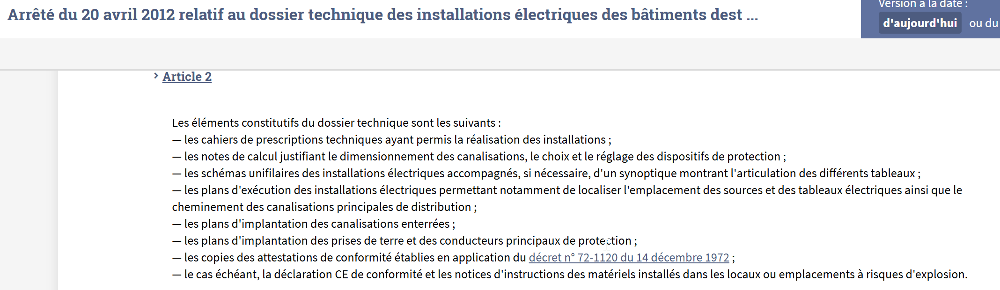 Arrêté du 20 avril 2012 relatif au dossier technique des installations électriques des bâtiments dest ...
Version à la date :
d'aujourd'hui ou du
Article 2
Les éléments constitutifs du dossier technique sont les suivants :
— les cahiers de prescriptions techniques ayant permis la réalisation des installations ;
— les notes de calcul justifiant le dimensionnement des canalisations, le choix et le réglage des dispositifs de protection ;
— les schémas unifilaires des installations électriques accompagnés, si nécessaire, d'un synoptique montrant l'articulation des différents tableaux ;
— les plans d'exécution des installations électriques permettant notamment de localiser l'emplacement des sources et des tableaux électriques ainsi que le
cheminement des canalisations principales de distribution ;
— les plans d'implantation des canalisations enterrées ;
— les plans d'implantation des prises de terre et des conducteurs principaux de protection ;
— les copies des attestations de conformité établies en application du décret n° 72-1120 du 14 décembre 1972 ;
— le cas échéant, la déclaration CE de conformité et les notices d'instructions des matériels installés dans les locaux ou emplacements à risques d'explosion.